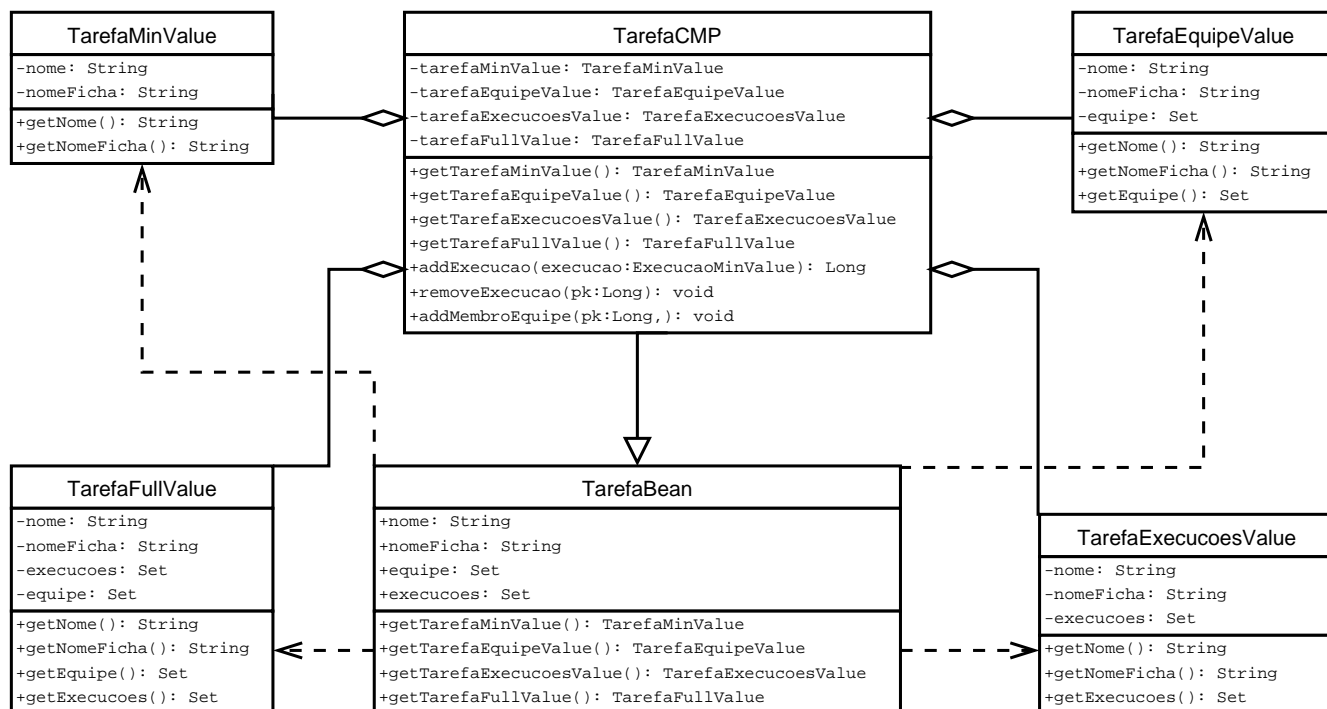 TarefaMinValue
-nome: String
-nomeFicha: String
+getNome(): String
+getNomeFicha(): String
TarefaCMP
-tarefaMinValue: TarefaMinValue
-tarefaEquipeValue: TarefaEquipeValue
-tarefaExecucoesValue: TarefaExecucoesValue
-tarefaFullValue: TarefaFullValue
+getTarefaMinValue(): TarefaMinValue
+getTarefaEquipeValue(): TarefaEquipeValue
+getTarefaExecucoesValue(): TarefaExecucoesValue
+getTarefaFullValue(): TarefaFullValue
+addExecucao(execucao:ExecucaoMinValue): Long
+removeExecucao(pk:Long): void
+addMembroEquipe(pk:Long,): void
TarefaEquipeValue
-nome: String
-nomeFicha: String
-equipe: Set
+getNome(): String
+getNomeFicha(): String
+getEquipe(): Set
TarefaFullValue
-nome: String
-nomeFicha: String
-execucoes: Set
-equipe: Set
+getNome(): String
+getNomeFicha(): String
+getEquipe(): Set
+getExecucoes(): Set
TarefaBean
+nome: String
+nomeFicha: String
+equipe: Set
+execucoes: Set
+getTarefaMinValue(): TarefaMinValue
+getTarefaEquipeValue(): TarefaEquipeValue
+getTarefaExecucoesValue(): TarefaExecucoesValue
+getTarefaFullValue(): TarefaFullValue
TarefaExecucoesValue
-nome: String
-nomeFicha: String
-execucoes: Set
+getNome(): String
+getNomeFicha(): String
+getExecucoes(): Set